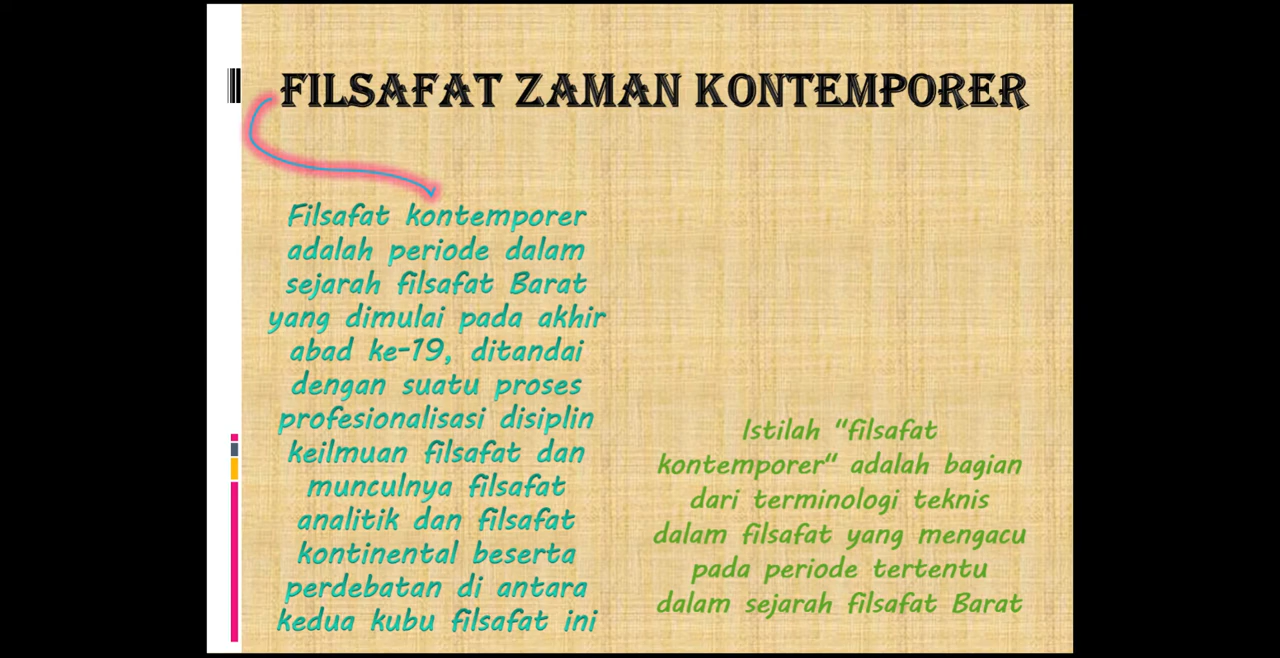 FILSAFAT ZAMAN KONTEMPORER
Filsafat kontemporer
adalah periode dalam
sejarah filsafat Barat
yang dimulai pada akhir
abad ke-19, ditandai
dengan suatu proses
profesionalisasi disiplin
keilmuan filsafat dan
munculnya filsafat
analitik dan filsafat
kontinental beserta
perdebatan di antara
kedua kubu filsafat ini
Istilah "filsafat
kontemporer" adalah bagian
dari terminologi teknis
dalam filsafat yang mengacu
pada periode tertentu
dalam sejarah filsafat Barat